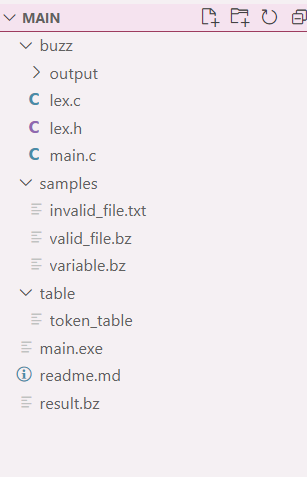 MAIN
buzz
output
C lex.c
C lex.h
C main.c
samples
invalid_file.txt
valid_file.bz
variable.bz
table
token_table
main.exe
readme.md
result.bz